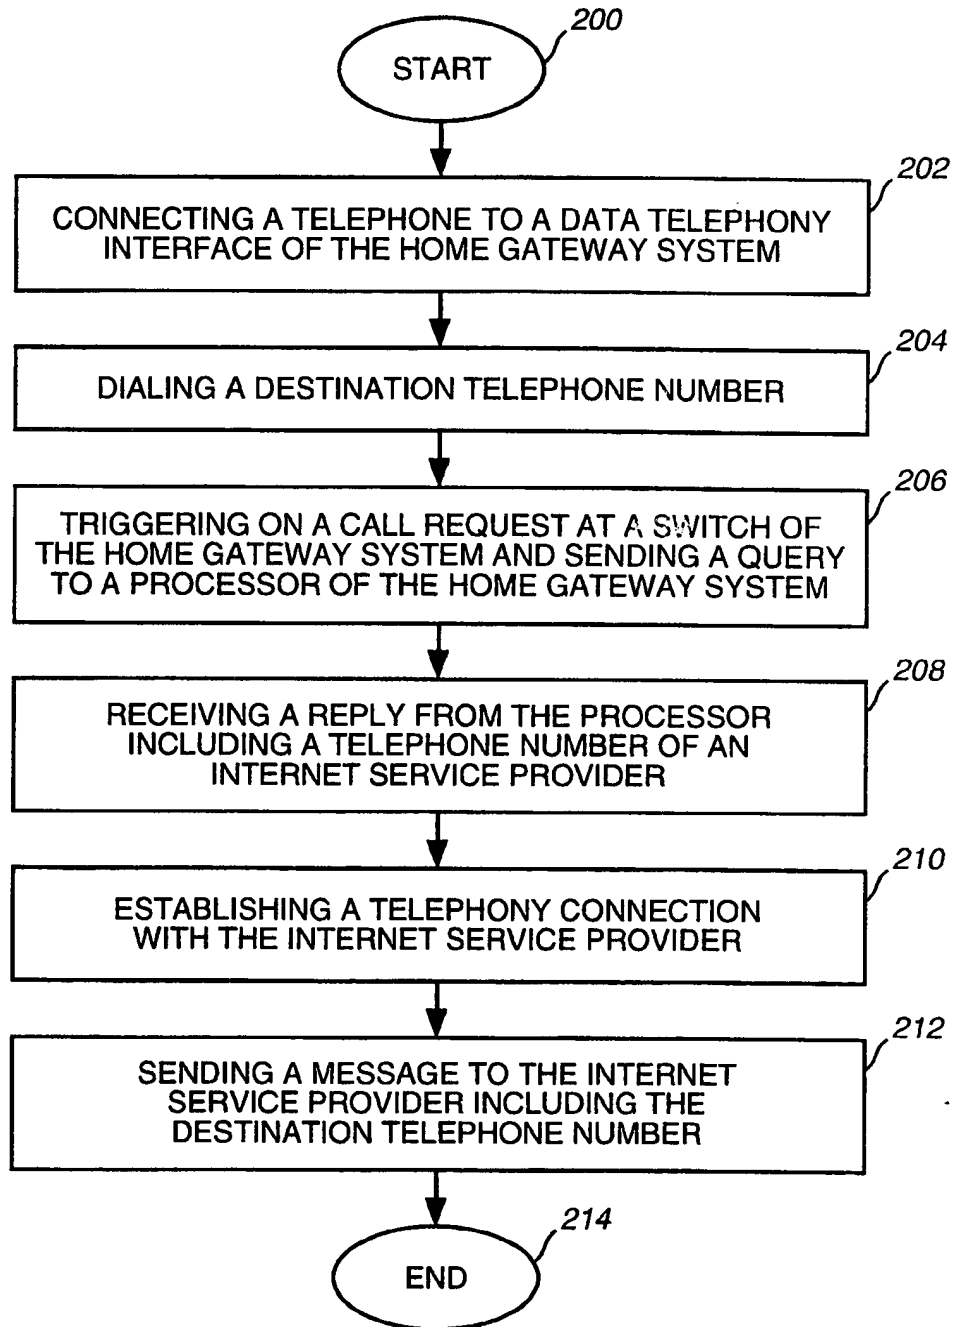 200
START
202
CONNECTING A TELEPHONE TO A DATA TELEPHONY
INTERFACE OF THE HOME GATEWAY SYSTEM
204
DIALING A DESTINATION TELEPHONE NUMBER
206
TRIGGERING ON A CALL REQUEST AT A SWITCH OF
THE HOME GATEWAY SYSTEM AND SENDING A QUERY
TO A PROCESSOR OF THE HOME GATEWAY SYSTEM
208
RECEIVING A REPLY FROM THE PROCESSOR
INCLUDING A TELEPHONE NUMBER OF AN
INTERNET SERVICE PROVIDER
210
ESTABLISHING A TELEPHONY CONNECTION
WITH THE INTERNET SERVICE PROVIDER
212
SENDING A MESSAGE TO THE INTERNET
SERVICE PROVIDER INCLUDING THE
DESTINATION TELEPHONE NUMBER
214
END